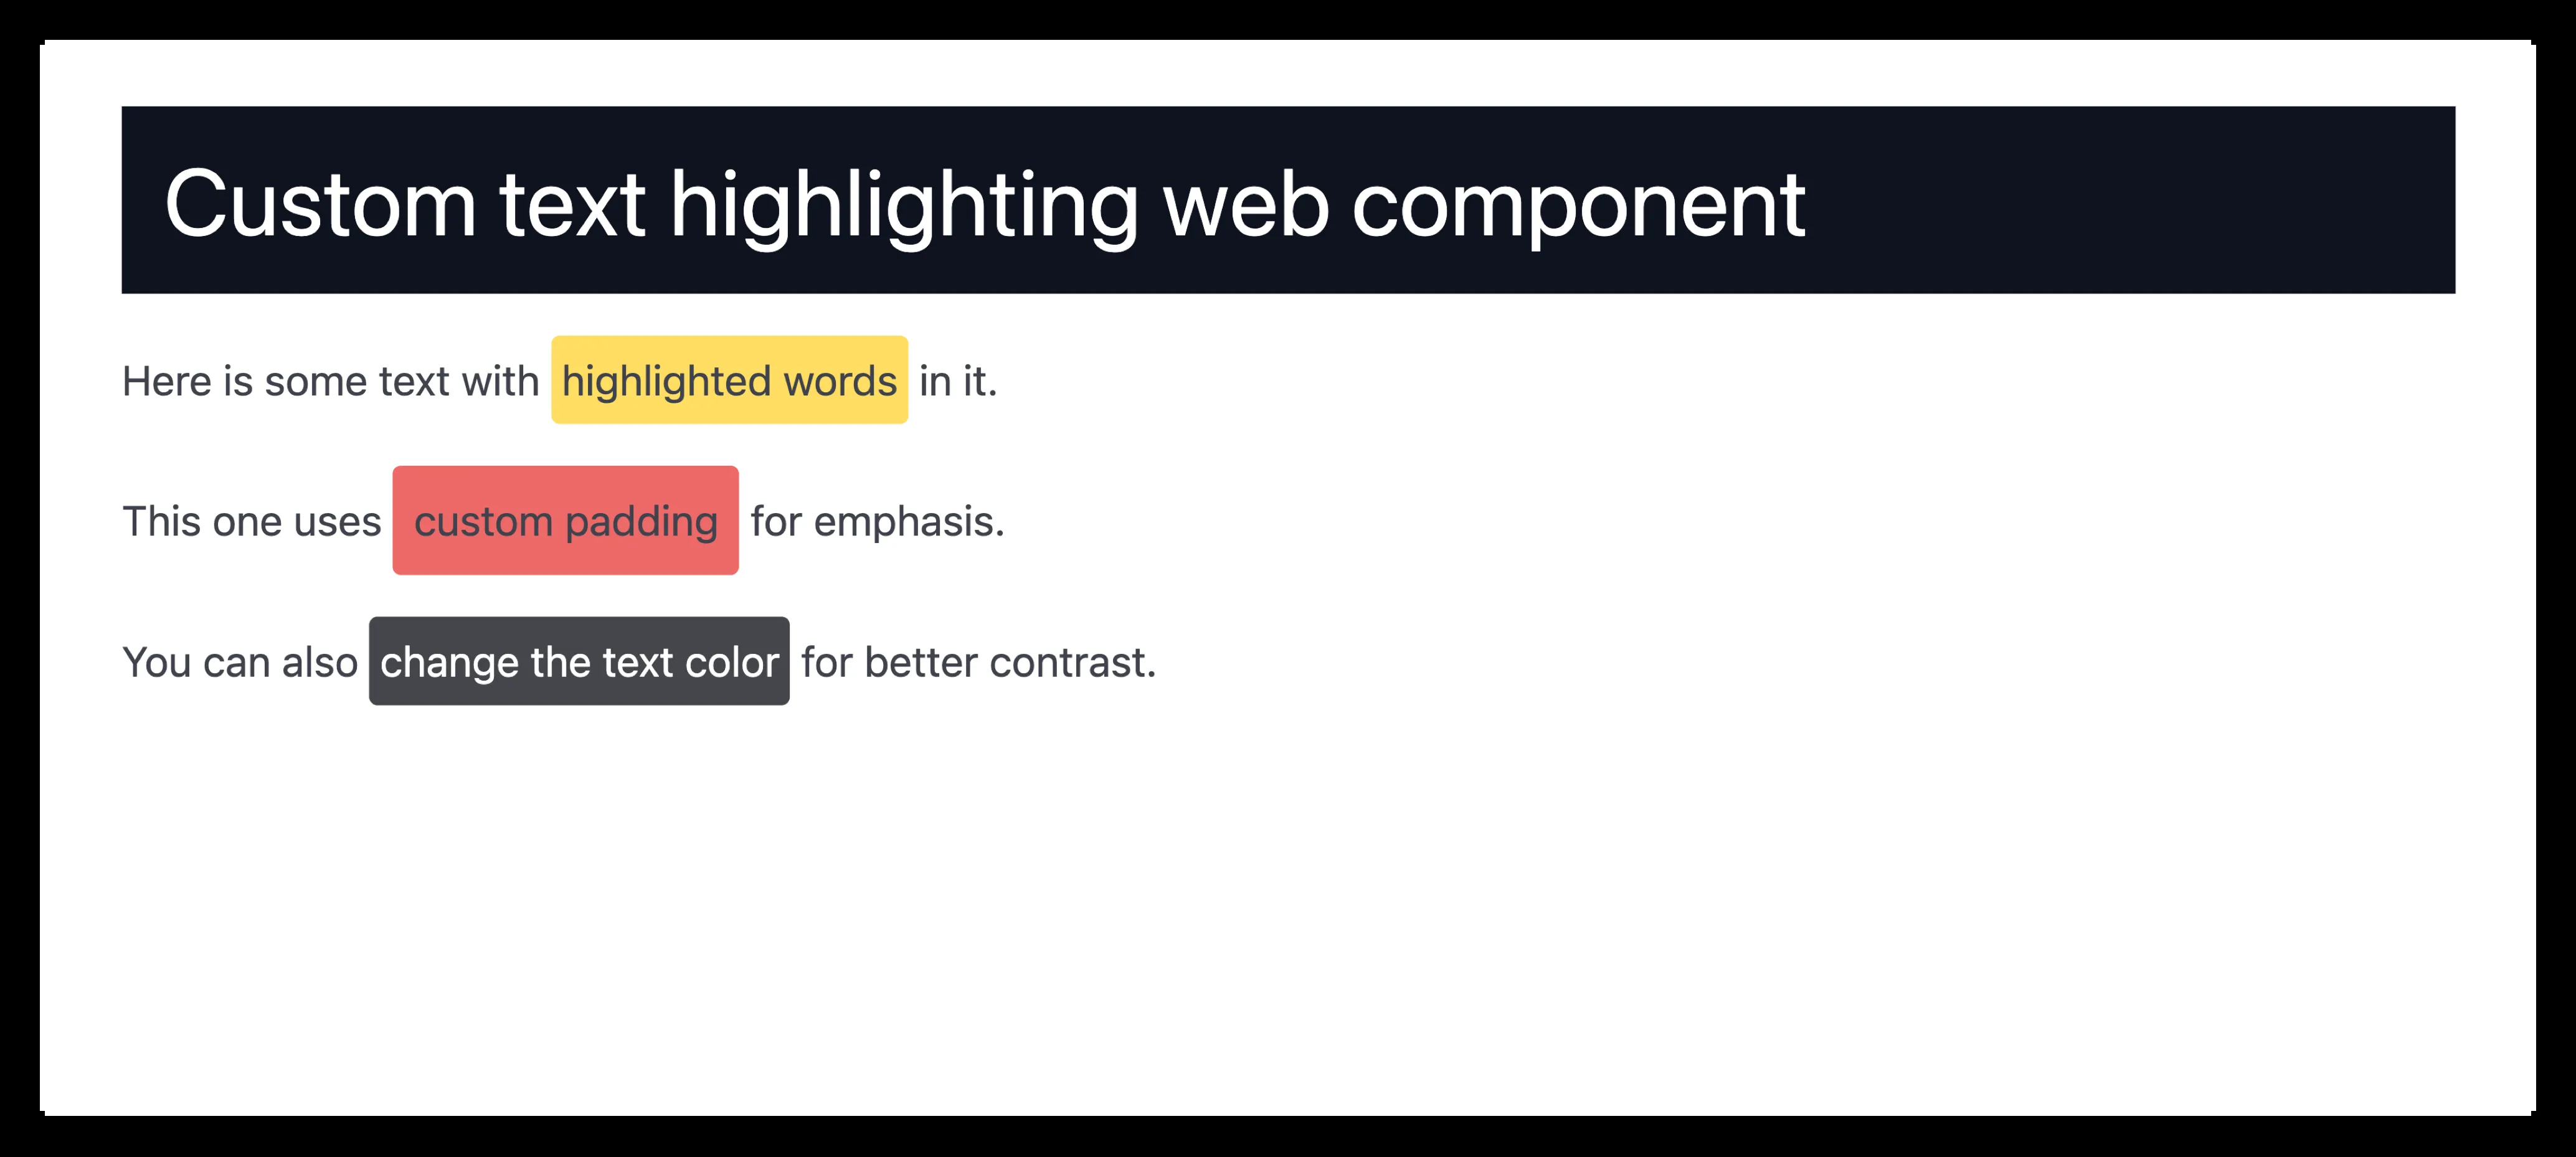 Custom text highlighting web component
Here is some text with highlighted words in it.
This one uses custom padding for emphasis.
You can also change the text color for better contrast.